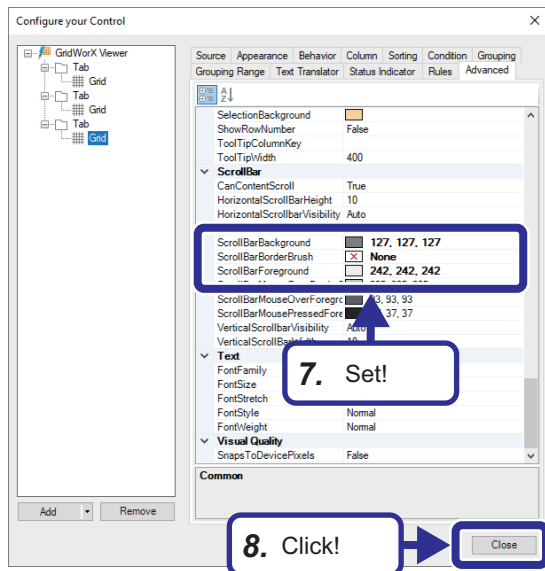 Configure your Control
GridWorX Viewer
Tab
Grid
Tab
Grid
Tab
Grid
Source Appearance Behavior Column Sorting Condition Grouping
Grouping Range Text Translator Status Indicator Rules Advanced
SelectionBackground
ShowRowNumber False
ToolTipColumnKey
ToolTipWidth 400
ScrollBar
CanContentScroll True
HorizontalScrollBarHeight 10
HorizontalScrollbarVisibility Auto
ScrollBarBackground 127, 127, 127
ScrollBarBorderBrush None
ScrollBarForeground 242, 242, 242
ScrollBarMouseOverForegrc 93, 93, 93
ScrollBarMousePressedFore 37, 37
VerticalScrollbarVisibility Auto
VerticalScrollBarWidth 10
Text
FontFamily
FontSize
FontStretch
FontStyle Normal
FontWeight Normal
Visual Quality
SnapsToDevicePixels False
Common
7. Set!
Add Remove
8. Click!
Close